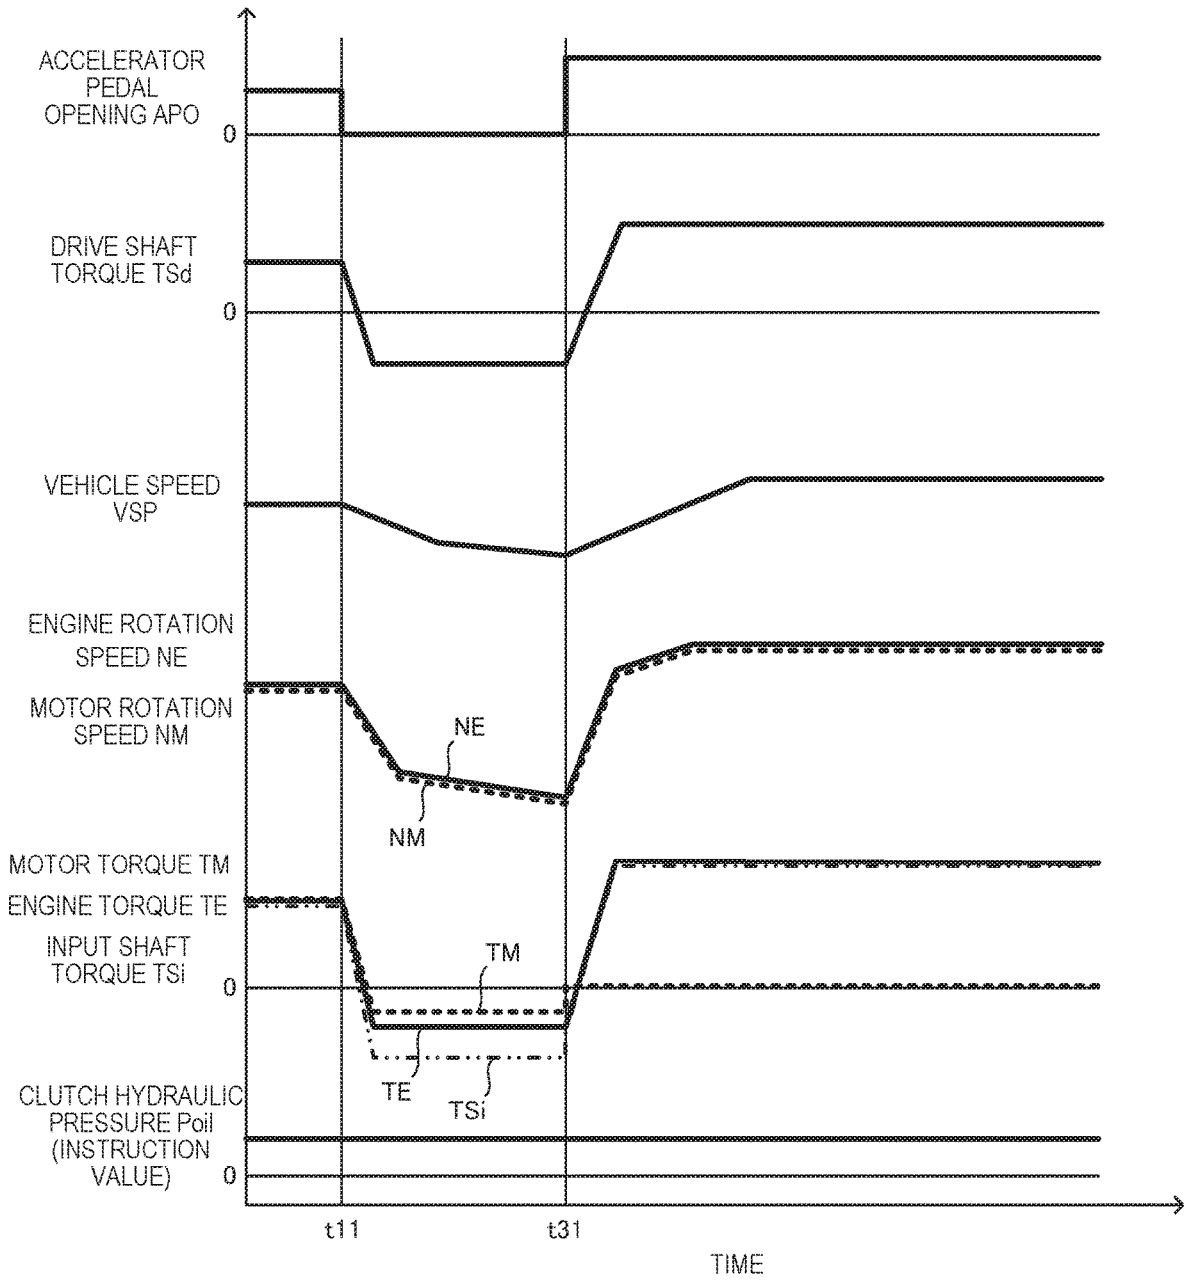 ACCELERATOR
PEDAL
OPENING APO
0
DRIVE SHAFT
TORQUE TSd
0
VEHICLE SPEED
VSP
ENGINE ROTATION
SPEED NE
MOTOR ROTATION
SPEED NM
NE
NM
MOTOR TORQUE TM
ENGINE TORQUE TE
INPUT SHAFT
TORQUE TSi
0
TM
TE
TSi
CLUTCH HYDRAULIC
PRESSURE Poil
(INSTRUCTION
VALUE)
0
t11
t31
TIME